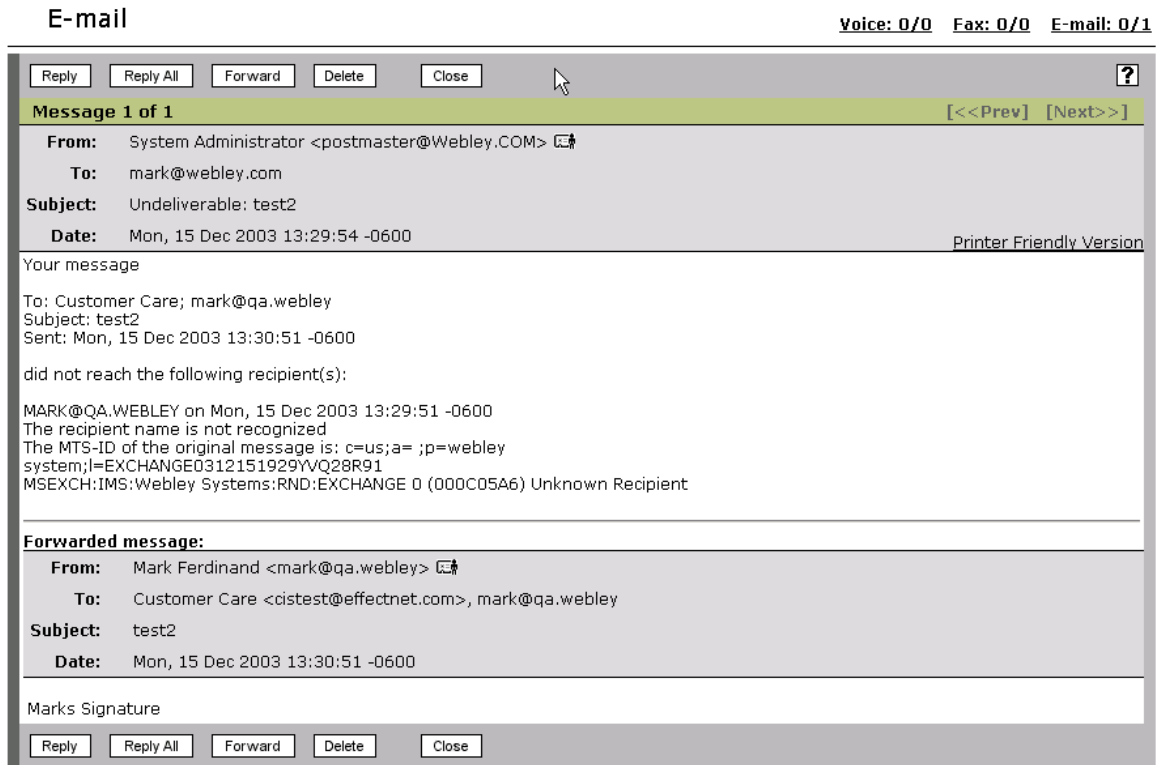 E-mail
Voice: 0/0 Fax: 0/0 E-mail: 0/1
Reply Reply All Forward Delete Close ?
Message 1 of 1 [<<Prev] [Next>>]
From: System Administrator <postmaster@Webley.COM>
To: mark@webley.com
Subject: Undeliverable: test2
Date: Mon, 15 Dec 2003 13:29:54 -0600
Printer Friendly Version
Your message
To: Customer Care; mark@qa.webley
Subject: test2
Sent: Mon, 15 Dec 2003 13:30:51 -0600
did not reach the following recipient(s):
MARK@QA.WEBLEY on Mon, 15 Dec 2003 13:29:51 -0600
The recipient name is not recognized
The MTS-ID of the original message is: c=us;a= ;p=webley
system;l=EXCHANGE0312151929YVQ28R91
MSEXCH:IMS:Webley Systems:RND:EXCHANGE 0 (000C05A6) Unknown Recipient
Forwarded message:
From: Mark Ferdinand <mark@qa.webley>
To: Customer Care <cistest@effectnet.com>, mark@qa.webley
Subject: test2
Date: Mon, 15 Dec 2003 13:30:51 -0600
Marks Signature
Reply Reply All Forward Delete Close